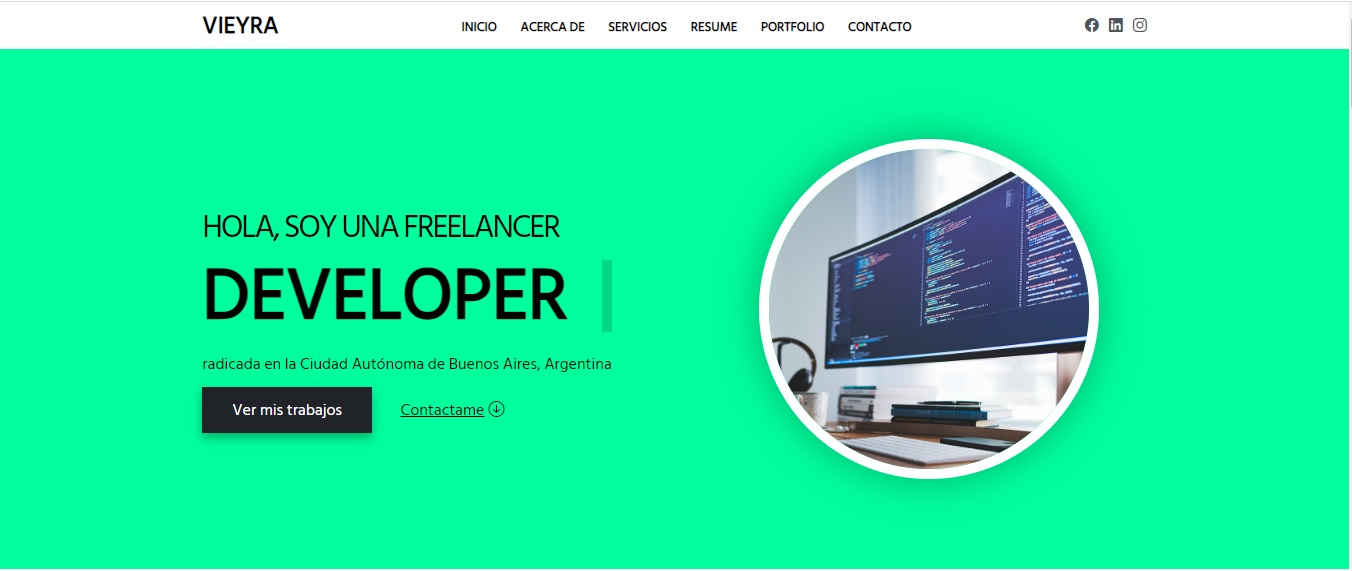 VIEYRA
INICIO ACERCA DE SERVICIOS RESUME PORTFOLIO CONTACTO
HOLA, SOY UNA FREELANCER
DEVELOPER
radicada en la Ciudad Autónoma de Buenos Aires, Argentina
Ver mis trabajos Contactame